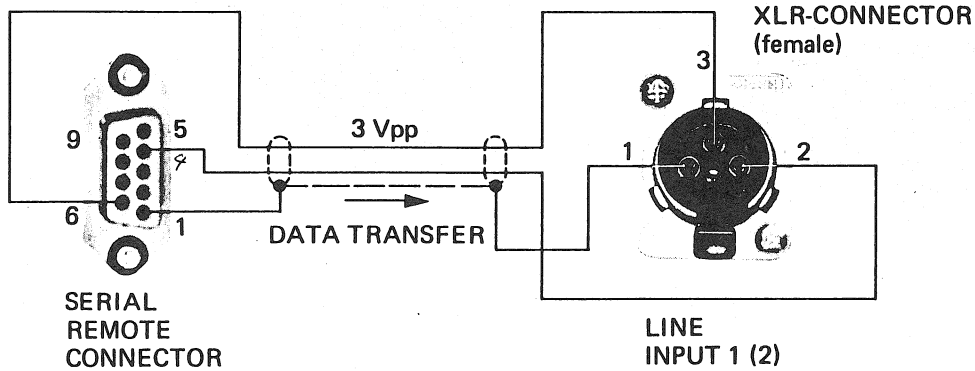 XLR-CONNECTOR
(female)
3
9
5
4
3 Vpp
1
2
6
1
DATA TRANSFER
SERIAL
REMOTE
CONNECTOR
LINE
INPUT 1 (2)